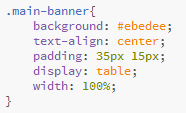 .main-banner{
background: #ebedee;
text-align: center;
padding: 35px 15px;
display: table;
width: 100%;
}